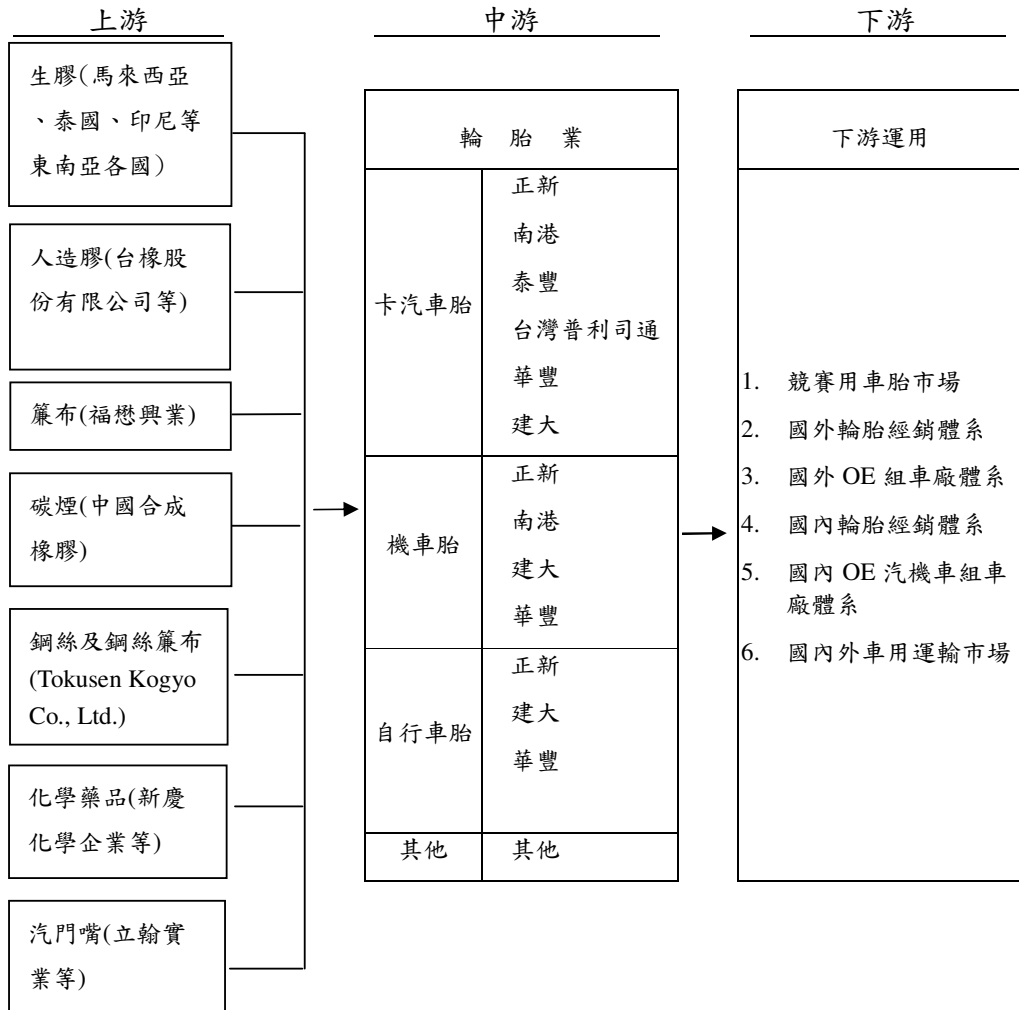 上游
中游
下游
生膠(馬來西亞
、泰國、印尼等
東南亞各國)
人造膠(台橡股
份有限公司等)
簾布(福懋興業)
碳煙(中國合成
橡膠)
鋼絲及鋼絲簾布
(Tokusen Kogyo
Co., Ltd.)
化學藥品(新慶
化學企業等)
汽門嘴(立翰實
業等)
輪 胎 業
卡汽車胎
正新
南港
泰豐
台灣普利司通
華豐
建大
機車胎
正新
南港
建大
華豐
自行車胎
正新
建大
華豐
其他
其他
下游運用
1. 競賽用車胎市場
2. 國外輪胎經銷體系
3. 國外 OE 組車廠體系
4. 國內輪胎經銷體系
5. 國內 OE 汽機車組車
廠體系
6. 國內外車用運輸市場